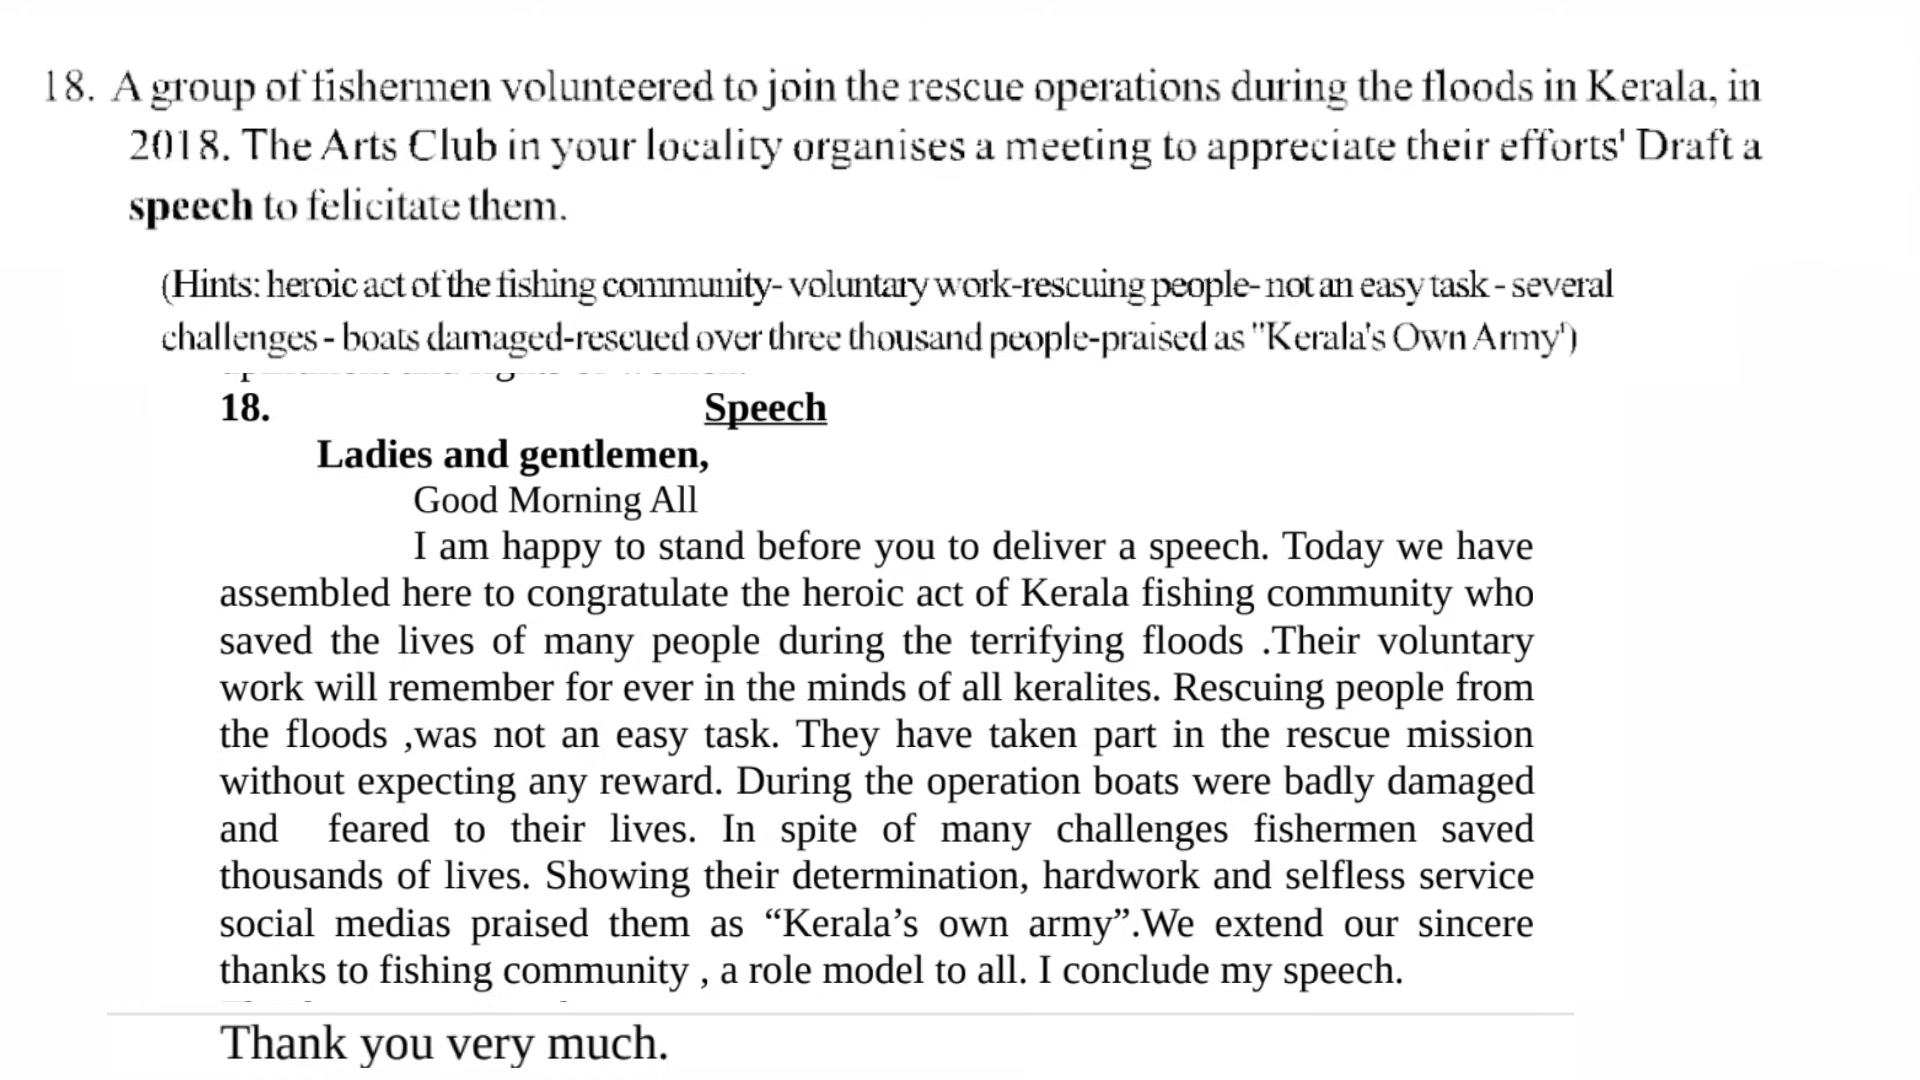 18. A group of fishermen volunteered to join the rescue operations during the floods in Kerala, in
2018. The Arts Club in your locality organises a meeting to appreciate their efforts' Draft a
speech to felicitate them.
(Hints: heroic act of the fishing community- voluntary work-rescuing people- not an easy task - several
challenges - boats damaged-rescued over three thousand people-praised as "Kerala's Own Army')
18. Speech
Ladies and gentlemen,
Good Morning All
I am happy to stand before you to deliver a speech. Today we have
assembled here to congratulate the heroic act of Kerala fishing community who
saved the lives of many people during the terrifying floods .Their voluntary
work will remember for ever in the minds of all keralites. Rescuing people from
the floods ,was not an easy task. They have taken part in the rescue mission
without expecting any reward. During the operation boats were badly damaged
and feared to their lives. In spite of many challenges fishermen saved
thousands of lives. Showing their determination, hardwork and selfless service
social medias praised them as “Kerala’s own army”.We extend our sincere
thanks to fishing community , a role model to all. I conclude my speech.
Thank you very much.